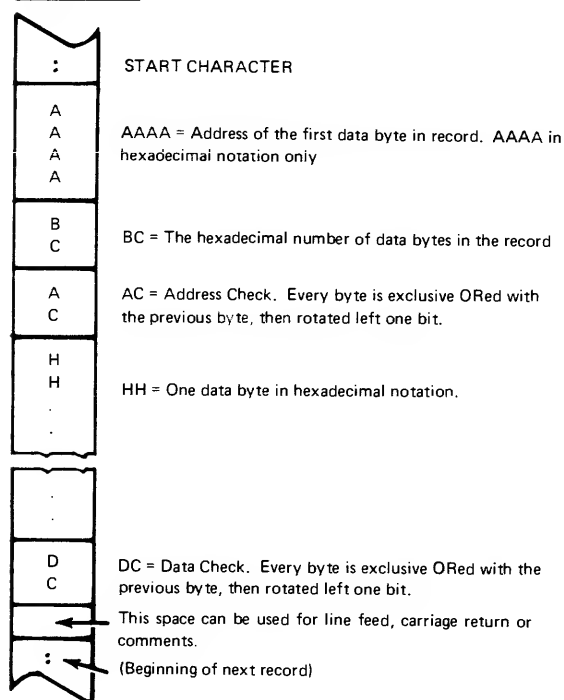 : START CHARACTER
A
A AAAA = Address of the first data byte in record. AAAA in
A hexadecimal notation only
A
B
C BC = The hexadecimal number of data bytes in the record
A AC = Address Check. Every byte is exclusive ORed with
C the previous byte, then rotated left one bit.
H
H HH = One data byte in hexadecimal notation.
.
.
.
.
D DC = Data Check. Every byte is exclusive ORed with the
C previous byte, then rotated left one bit.
This space can be used for line feed, carriage return or
comments.
: (Beginning of next record)